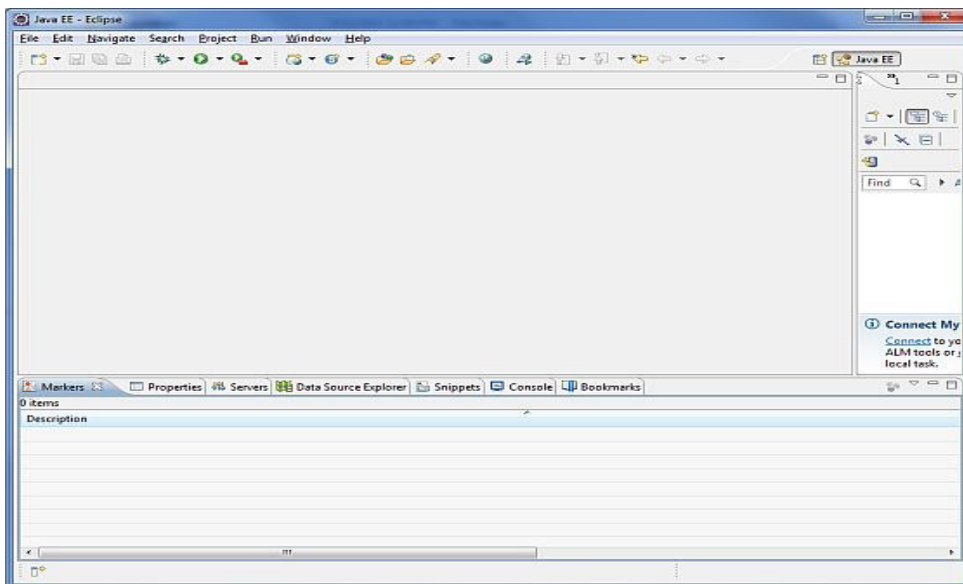 Java EE - Eclipse
File Edit Navigate Search Project Run Window Help
Java EE
Find
Connect My
Connect to yo
ALM tools or
local task.
Markers Properties Servers Data Source Explorer Snippets Console Bookmarks
0 items
Description